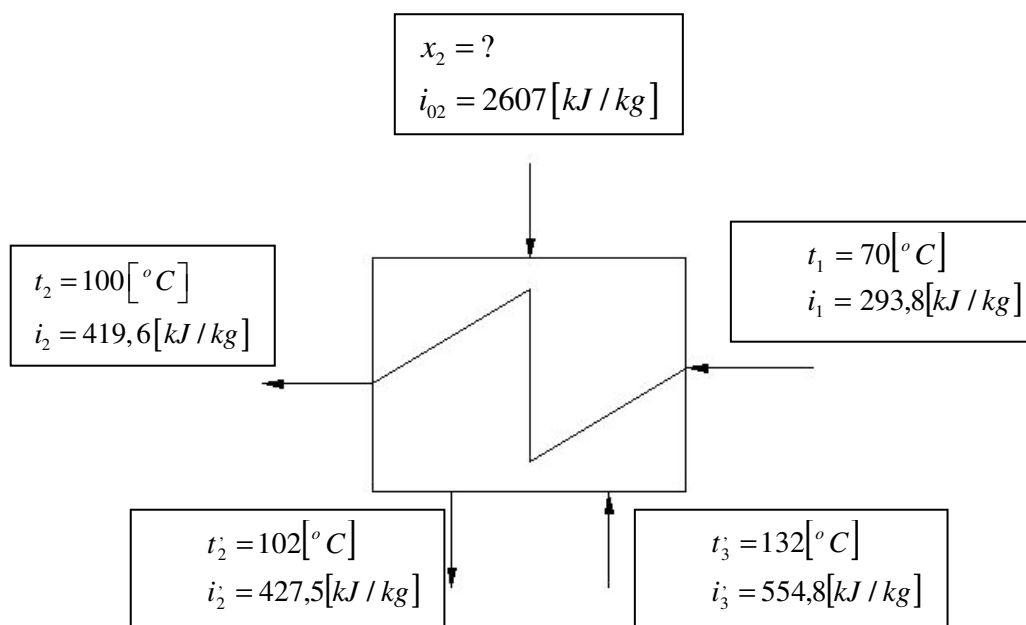 x₂ = ?
i₀₂ = 2607 [kJ / kg]
t₂ = 100 [°C]
i₂ = 419,6 [kJ / kg]
t₁ = 70[°C]
i₁ = 293,8[kJ / kg]
t₂' = 102[°C]
i₂' = 427,5[kJ / kg]
t₃' = 132[°C]
i₃' = 554,8[kJ / kg]